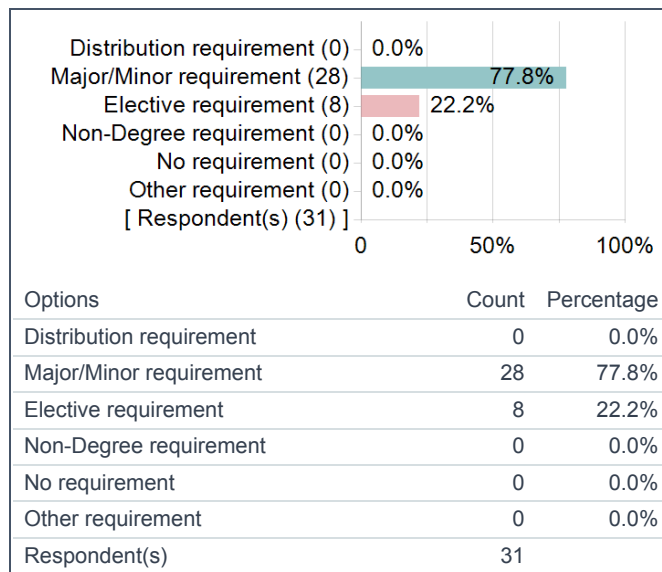 Distribution requirement (0) 0.0%
Major/Minor requirement (28) 77.8%
Elective requirement (8) 22.2%
Non-Degree requirement (0) 0.0%
No requirement (0) 0.0%
Other requirement (0) 0.0%
[ Respondent(s) (31) ]
0 50% 100%
Options Count Percentage
Distribution requirement 0 0.0%
Major/Minor requirement 28 77.8%
Elective requirement 8 22.2%
Non-Degree requirement 0 0.0%
No requirement 0 0.0%
Other requirement 0 0.0%
Respondent(s) 31